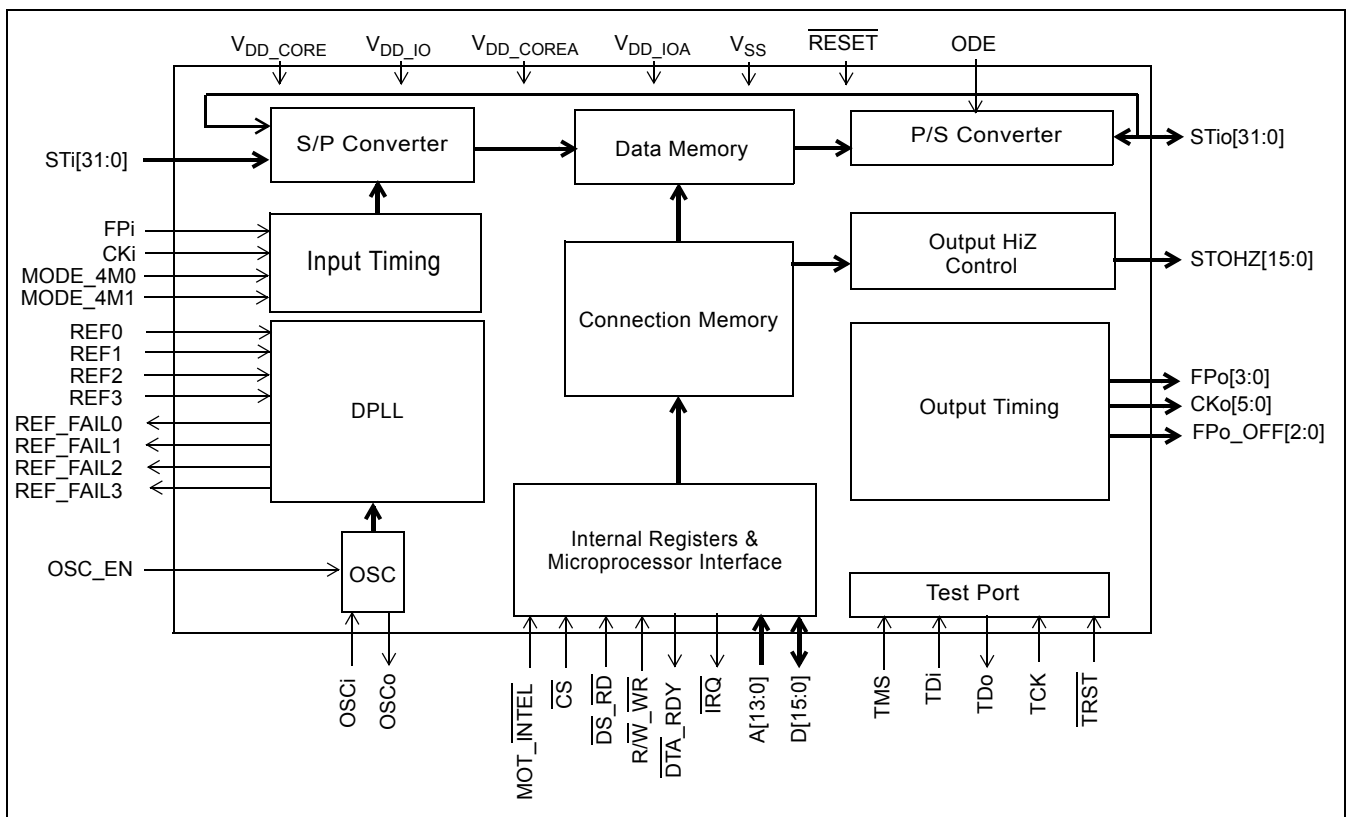 VDD_CORE VDD_IO VDD_COREA VDD_IOA VSS RESET ODE
S/P Converter
Data Memory
P/S Converter
STi[31:0]
STio[31:0]
FPi
CKi
MODE_4M0
MODE_4M1
Input Timing
Output HiZ
Control
STOHZ[15:0]
Connection Memory
REF0
REF1
REF2
REF3
REF_FAIL0
REF_FAIL1
REF_FAIL2
REF_FAIL3
DPLL
Output Timing
FPo[3:0]
CKo[5:0]
FPo_OFF[2:0]
OSC_EN
OSC
Internal Registers &
Microprocessor Interface
Test Port
OSCi
OSCo
MOT_INTEL
CS
DS_RD
R/W_WR
DTA_RDY
IRQ
A[13:0]
D[15:0]
TMS
TDi
TDo
TCK
TRST